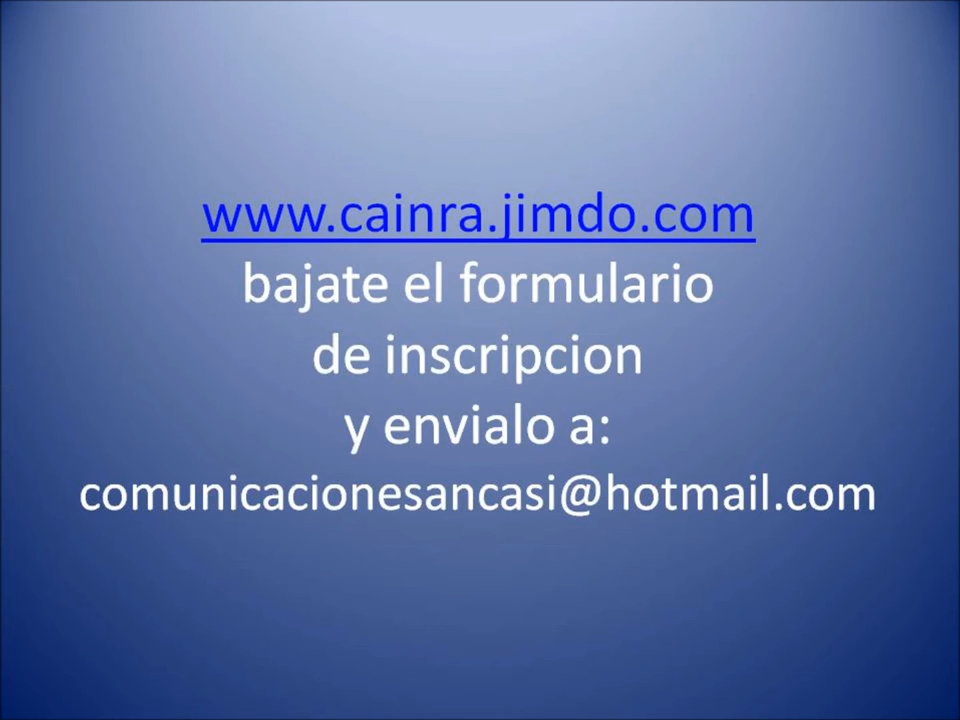 www.cainra.jimdo.com
bajate el formulario
de inscripcion
y envialo a:
comunicacionesancasi@hotmail.com